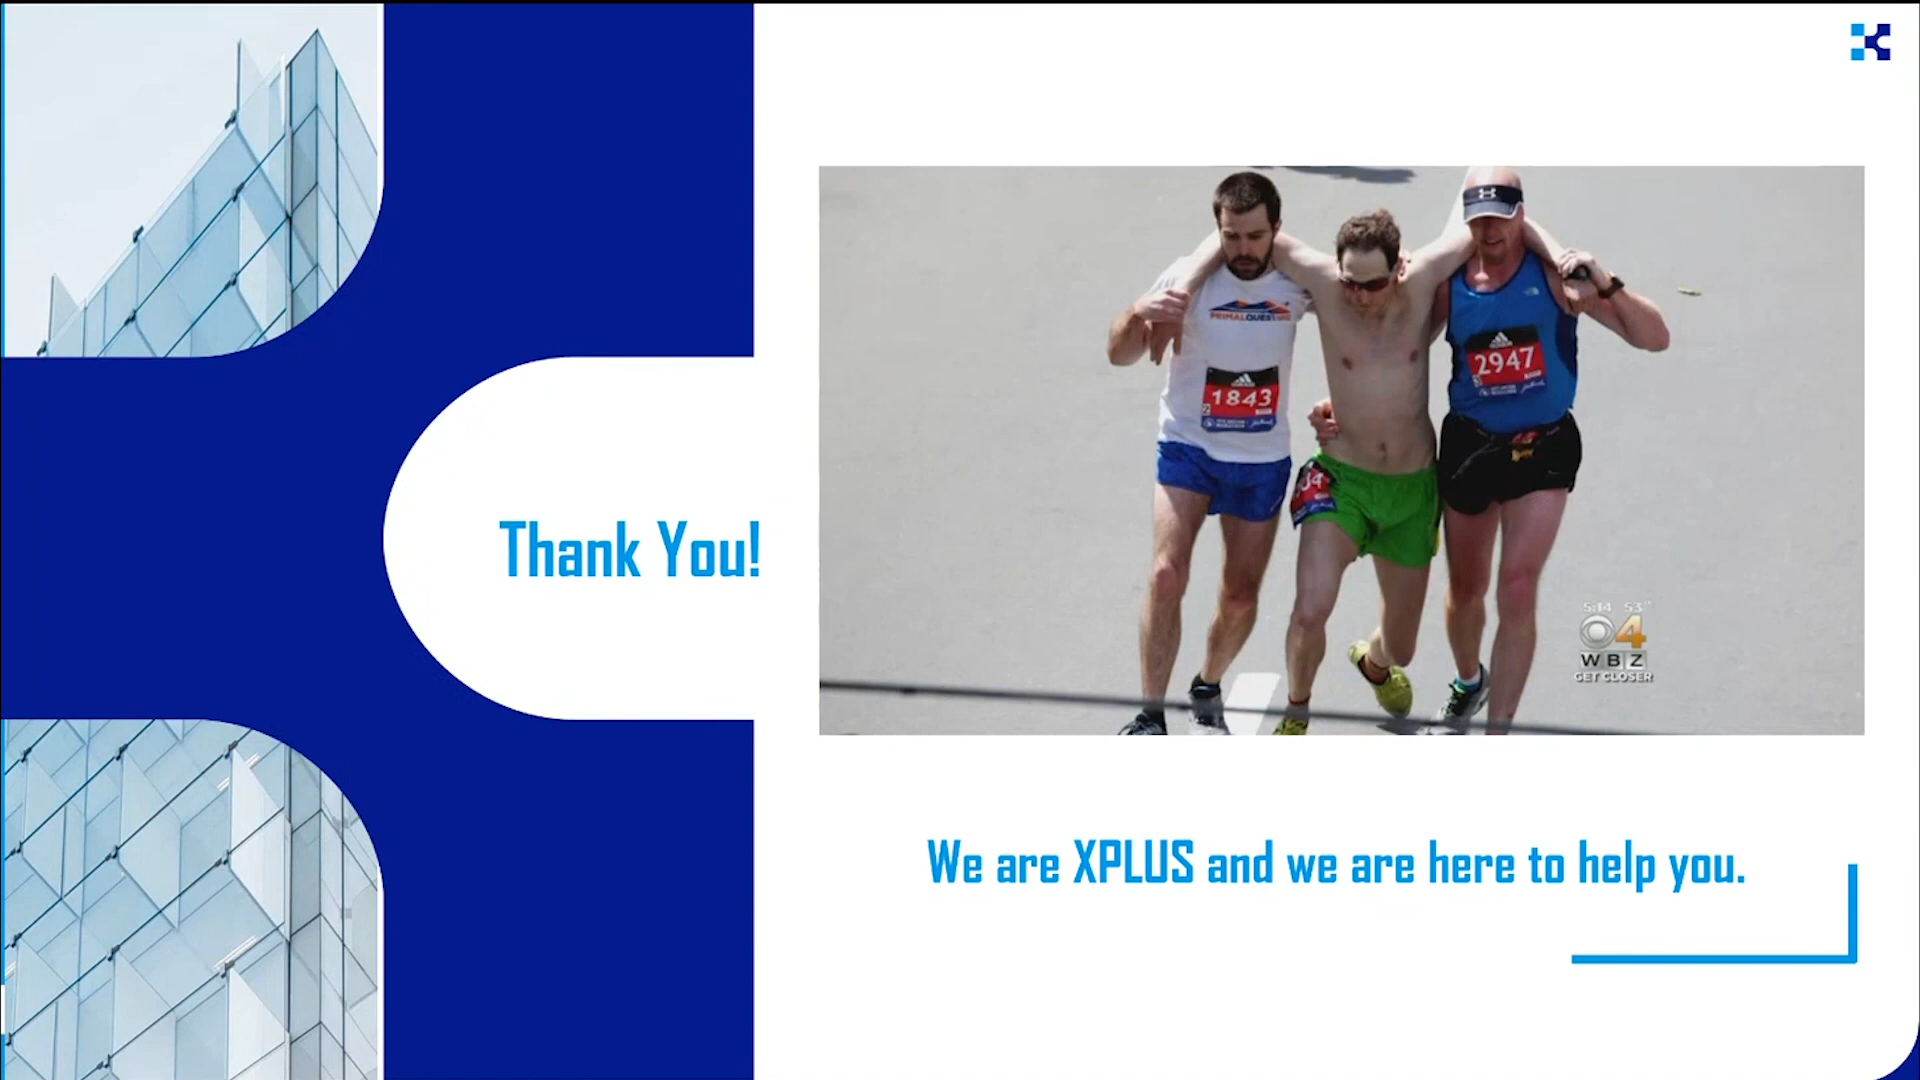 Thank You!
PRIMALQUEST
1843
2947
5:14 53°
4
WBZ
GET CLOSER
We are XPLUS and we are here to help you.